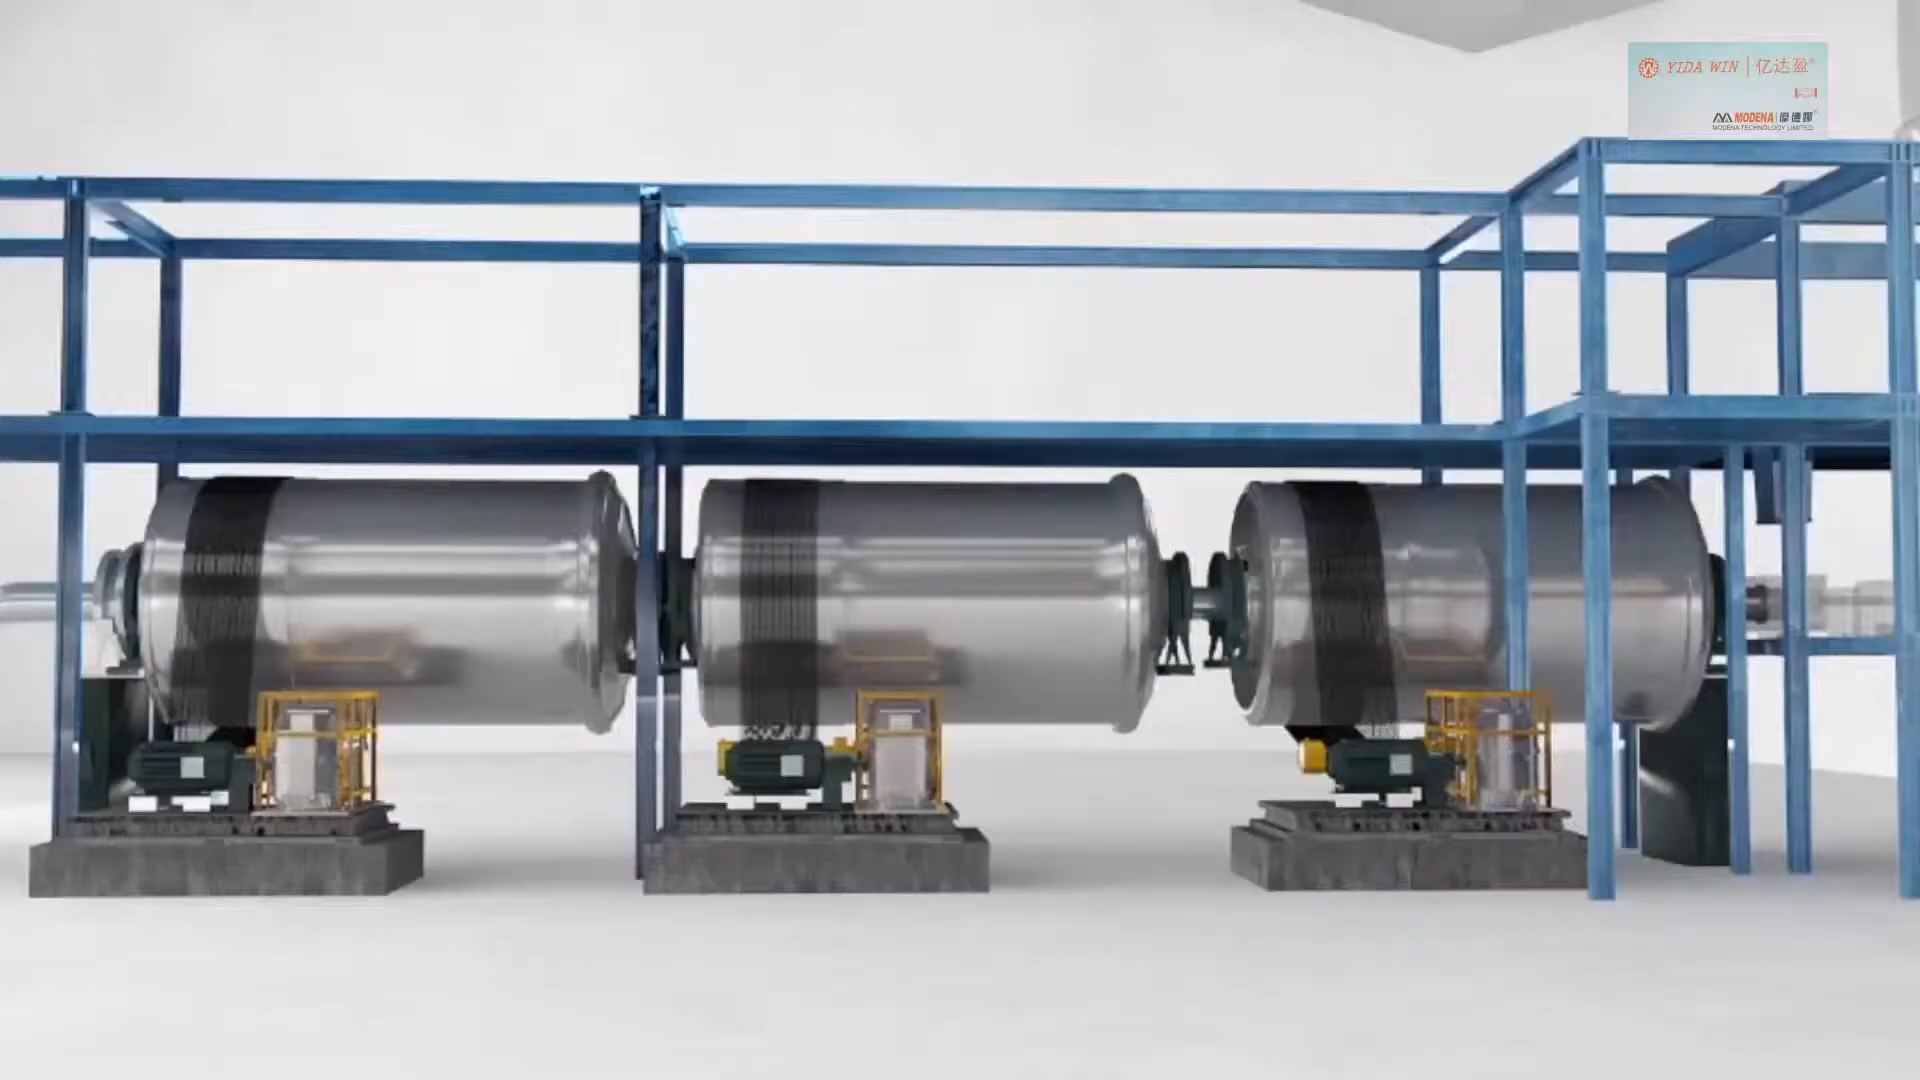 YIDA WIN | 亿达盈®
MODENA | 摩德娜®
MODENA TECHNOLOGY LIMITED